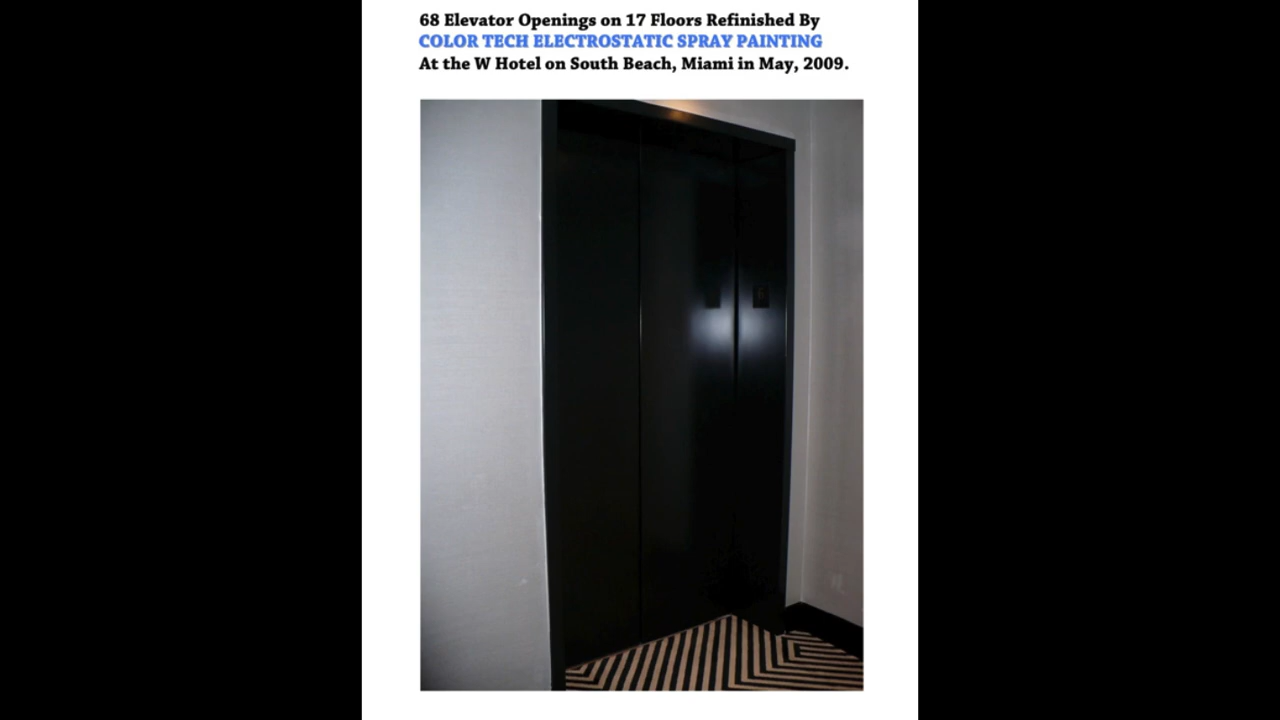 68 Elevator Openings on 17 Floors Refinished By
COLOR TECH ELECTROSTATIC SPRAY PAINTING
At the W Hotel on South Beach, Miami in May, 2009.